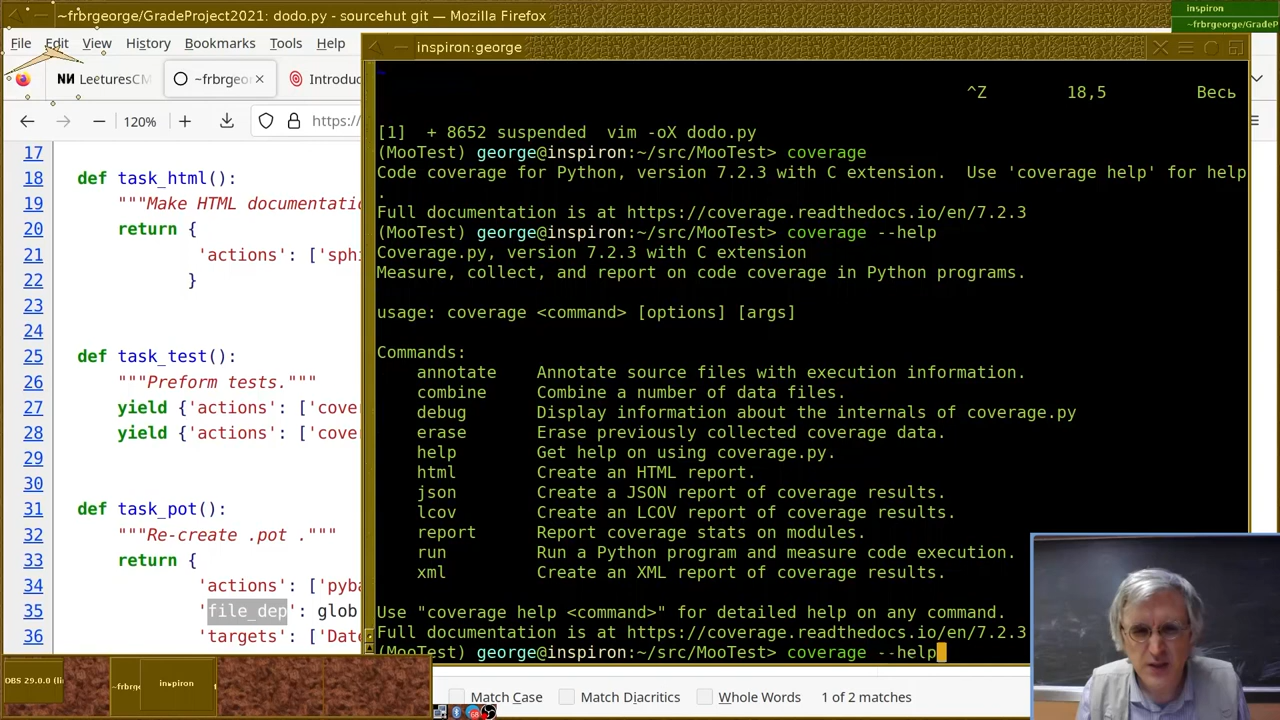 ~frbrgeorge/GradeProject2021: dodo.py - sourcehut git — Mozilla Firefox
inspiron
~frbrgeorge/GradeP
File Edit View History Bookmarks Tools Help
inspiron:george
~frbrgeo
Introduc
120%
https:/
^Z 18,5 Весь
[1]  + 8652 suspended  vim -oX dodo.py
(MooTest) george@inspiron:~/src/MooTest> coverage
Code coverage for Python, version 7.2.3 with C extension.  Use 'coverage help' for help
.
Full documentation is at https://coverage.readthedocs.io/en/7.2.3
(MooTest) george@inspiron:~/src/MooTest> coverage --help
Coverage.py, version 7.2.3 with C extension
Measure, collect, and report on code coverage in Python programs.
usage: coverage <command> [options] [args]
Commands:
annotate    Annotate source files with execution information.
combine     Combine a number of data files.
debug       Display information about the internals of coverage.py
erase       Erase previously collected coverage data.
help        Get help on using coverage.py.
html        Create an HTML report.
json        Create a JSON report of coverage results.
lcov        Create an LCOV report of coverage results.
report      Report coverage stats on modules.
run         Run a Python program and measure code execution.
xml         Create an XML report of coverage results.
Use "coverage help <command>" for detailed help on any command.
Full documentation is at https://coverage.readthedocs.io/en/7.2.3
(MooTest) george@inspiron:~/src/MooTest> coverage --help
17
18 def task_html():
19 """Make HTML documentatio
20 return {
21 'actions': ['sphi
22 }
23
24
25 def task_test():
26 """Preform tests."""
27 yield {'actions': ['cove
28 yield {'actions': ['cove
29
30
31 def task_pot():
32 """Re-create .pot ."""
33 return {
34 'actions': ['pyba
35 'file_dep': glob
36 'targets': ['Date
OBS 29.0.0 (li
~frbrge
inspiron
Match Case Match Diacritics Whole Words 1 of 2 matches